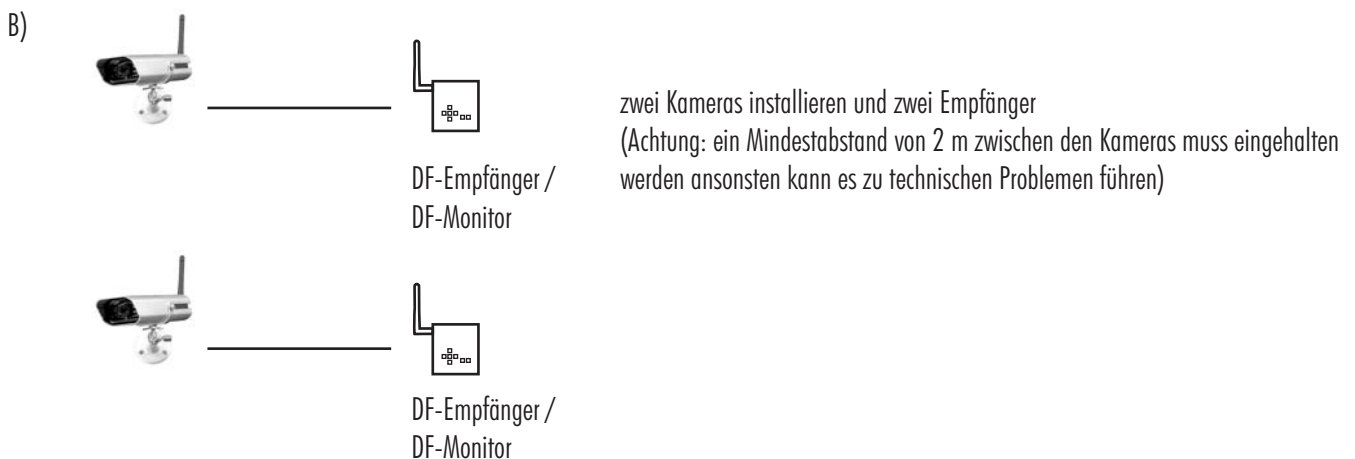 B)
zwei Kameras installieren und zwei Empfänger
(Achtung: ein Mindestabstand von 2 m zwischen den Kameras muss eingehalten
werden ansonsten kann es zu technischen Problemen führen)
DF-Empfänger /
DF-Monitor
DF-Empfänger /
DF-Monitor